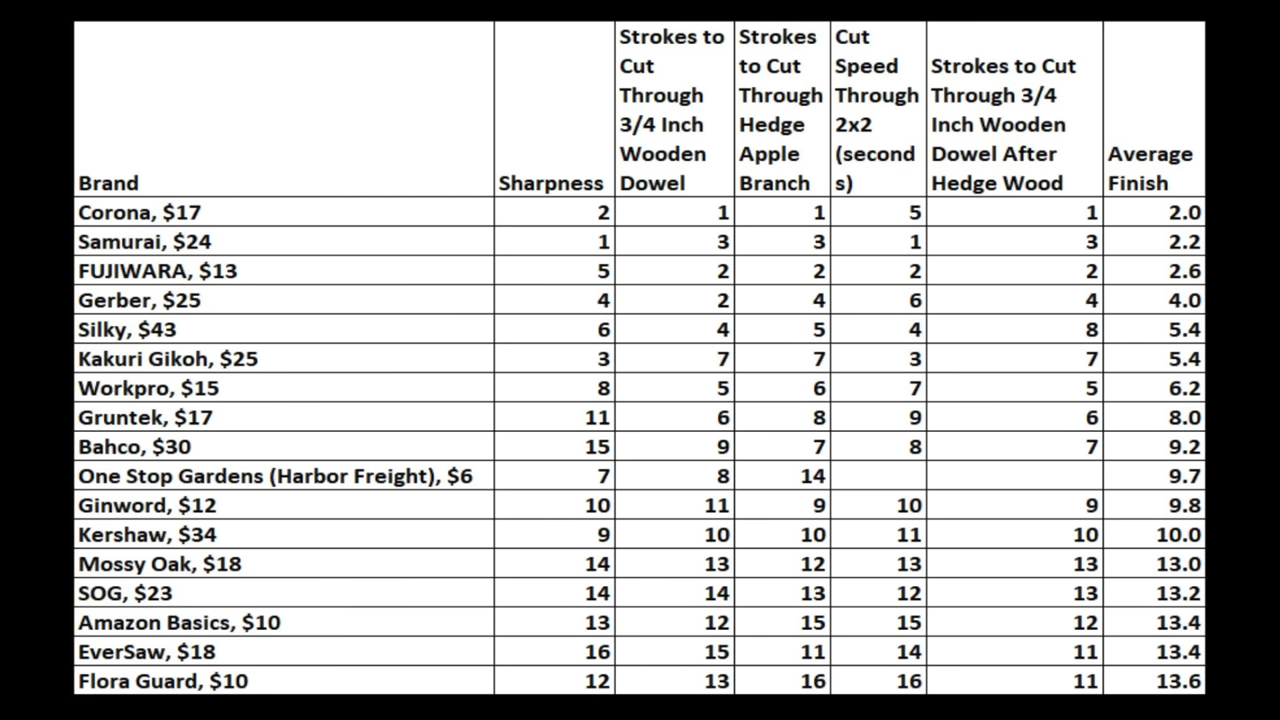 Brand Sharpness Strokes to Cut Through 3/4 Inch Wooden Dowel Strokes to Cut Through Hedge Apple Branch Cut Speed Through 2x2 (second s) Strokes to Cut Through 3/4 Inch Wooden Dowel After Hedge Wood Average Finish
Corona, $17 2 1 1 5 1 2.0
Samurai, $24 1 3 3 1 3 2.2
FUJIWARA, $13 5 2 2 2 2 2.6
Gerber, $25 4 2 4 6 4 4.0
Silky, $43 6 4 5 4 8 5.4
Kakuri Gikoh, $25 3 7 7 3 7 5.4
Workpro, $15 8 5 6 7 5 6.2
Gruntek, $17 11 6 8 9 6 8.0
Bahco, $30 15 9 7 8 7 9.2
One Stop Gardens (Harbor Freight), $6 7 8 14 9.7
Ginword, $12 10 11 9 10 9 9.8
Kershaw, $34 9 10 10 11 10 10.0
Mossy Oak, $18 14 13 12 13 13 13.0
SOG, $23 14 14 13 12 13 13.2
Amazon Basics, $10 13 12 15 15 12 13.4
EverSaw, $18 16 15 11 14 11 13.4
Flora Guard, $10 12 13 16 16 11 13.6